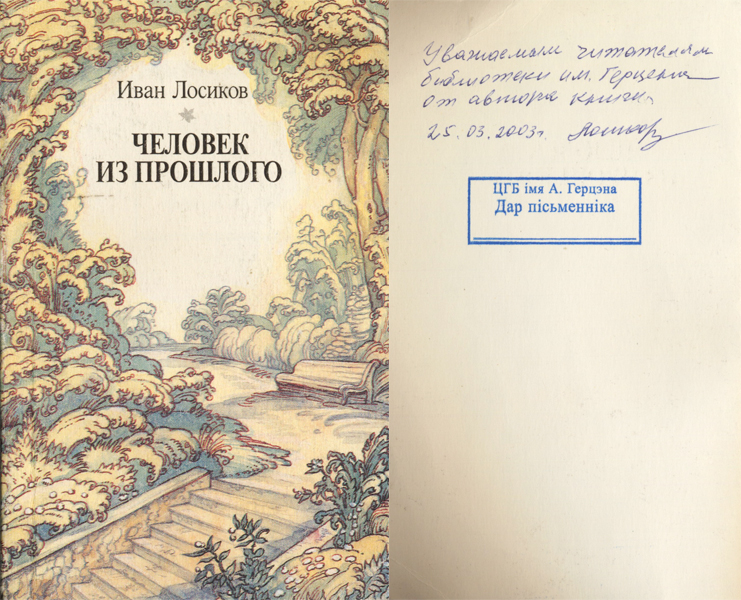 Иван Лосиков
ЧЕЛОВЕК
ИЗ ПРОШЛОГО
Уважаемым читателям
библиотеки им. Герцена
от автора книги.
25.03.2003г.
ЦГБ імя А. Герцэна
Дар пісьменніка